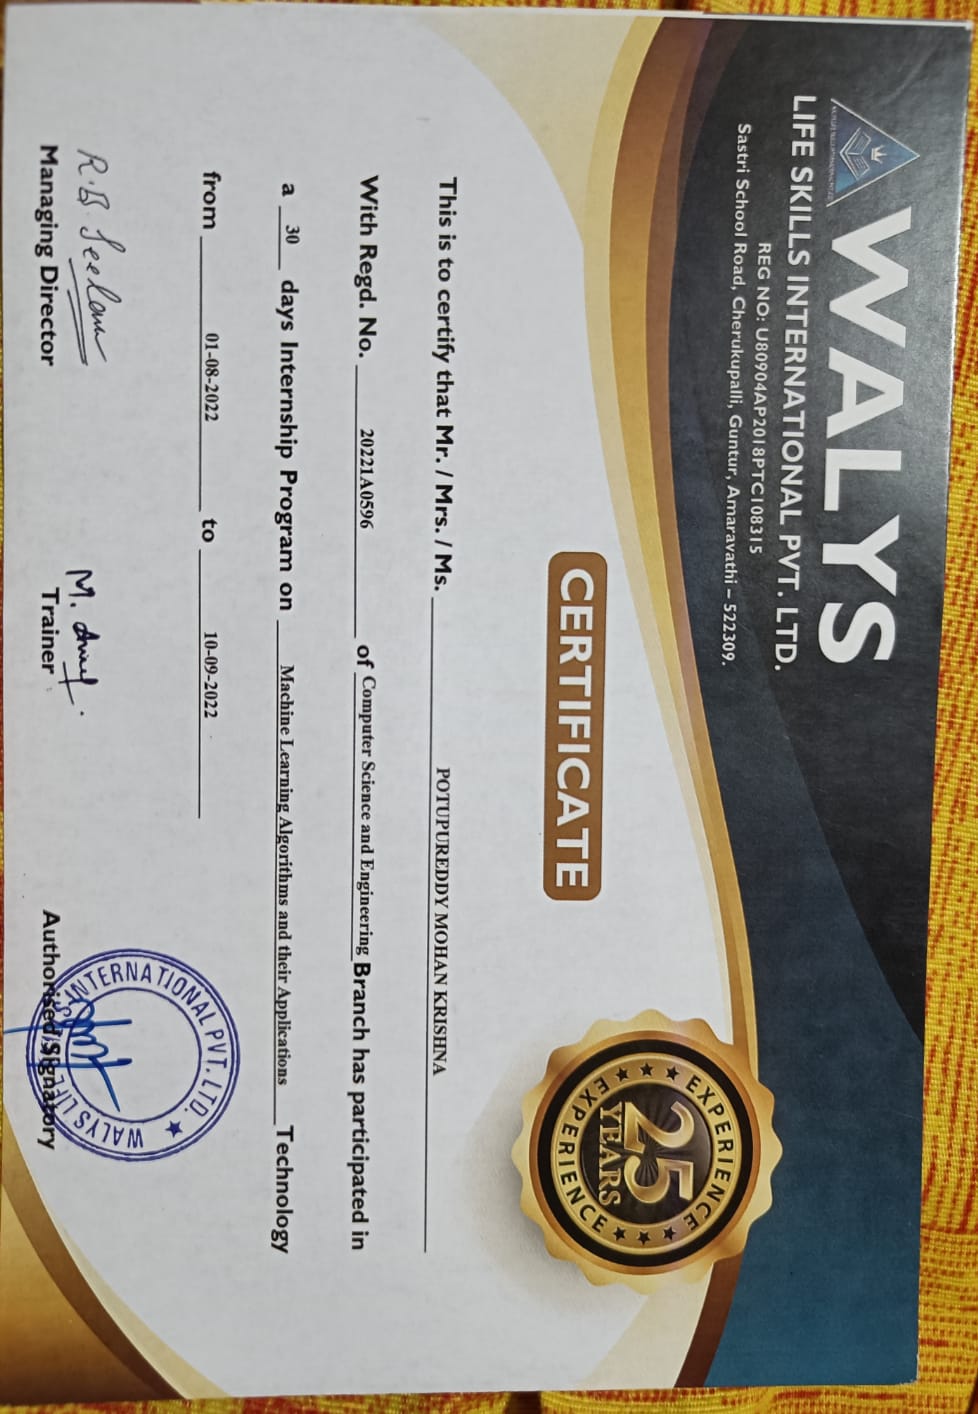 WALYS
LIFE SKILLS INTERNATIONAL PVT. LTD.
REG NO: U80904AP2018PTC108315
Sastri School Road, Cherukupalli, Guntur, Amaravathi – 522309.
CERTIFICATE
EXPERIENCE
25
YEARS
EXPERIENCE
This is to certify that Mr. / Mrs. / Ms. POTUPUREDDY MOHAN KRISHNA
With Regd. No. 20221A0596 of Computer Science and Engineering Branch has participated in
a 30 days Internship Program on Machine Learning Algorithms and their Applications Technology
from 01-08-2022 to 10-09-2022
Managing Director
Trainer
Authorised Signatory
WALYS LIFE INTERNATIONAL PVT. LTD.